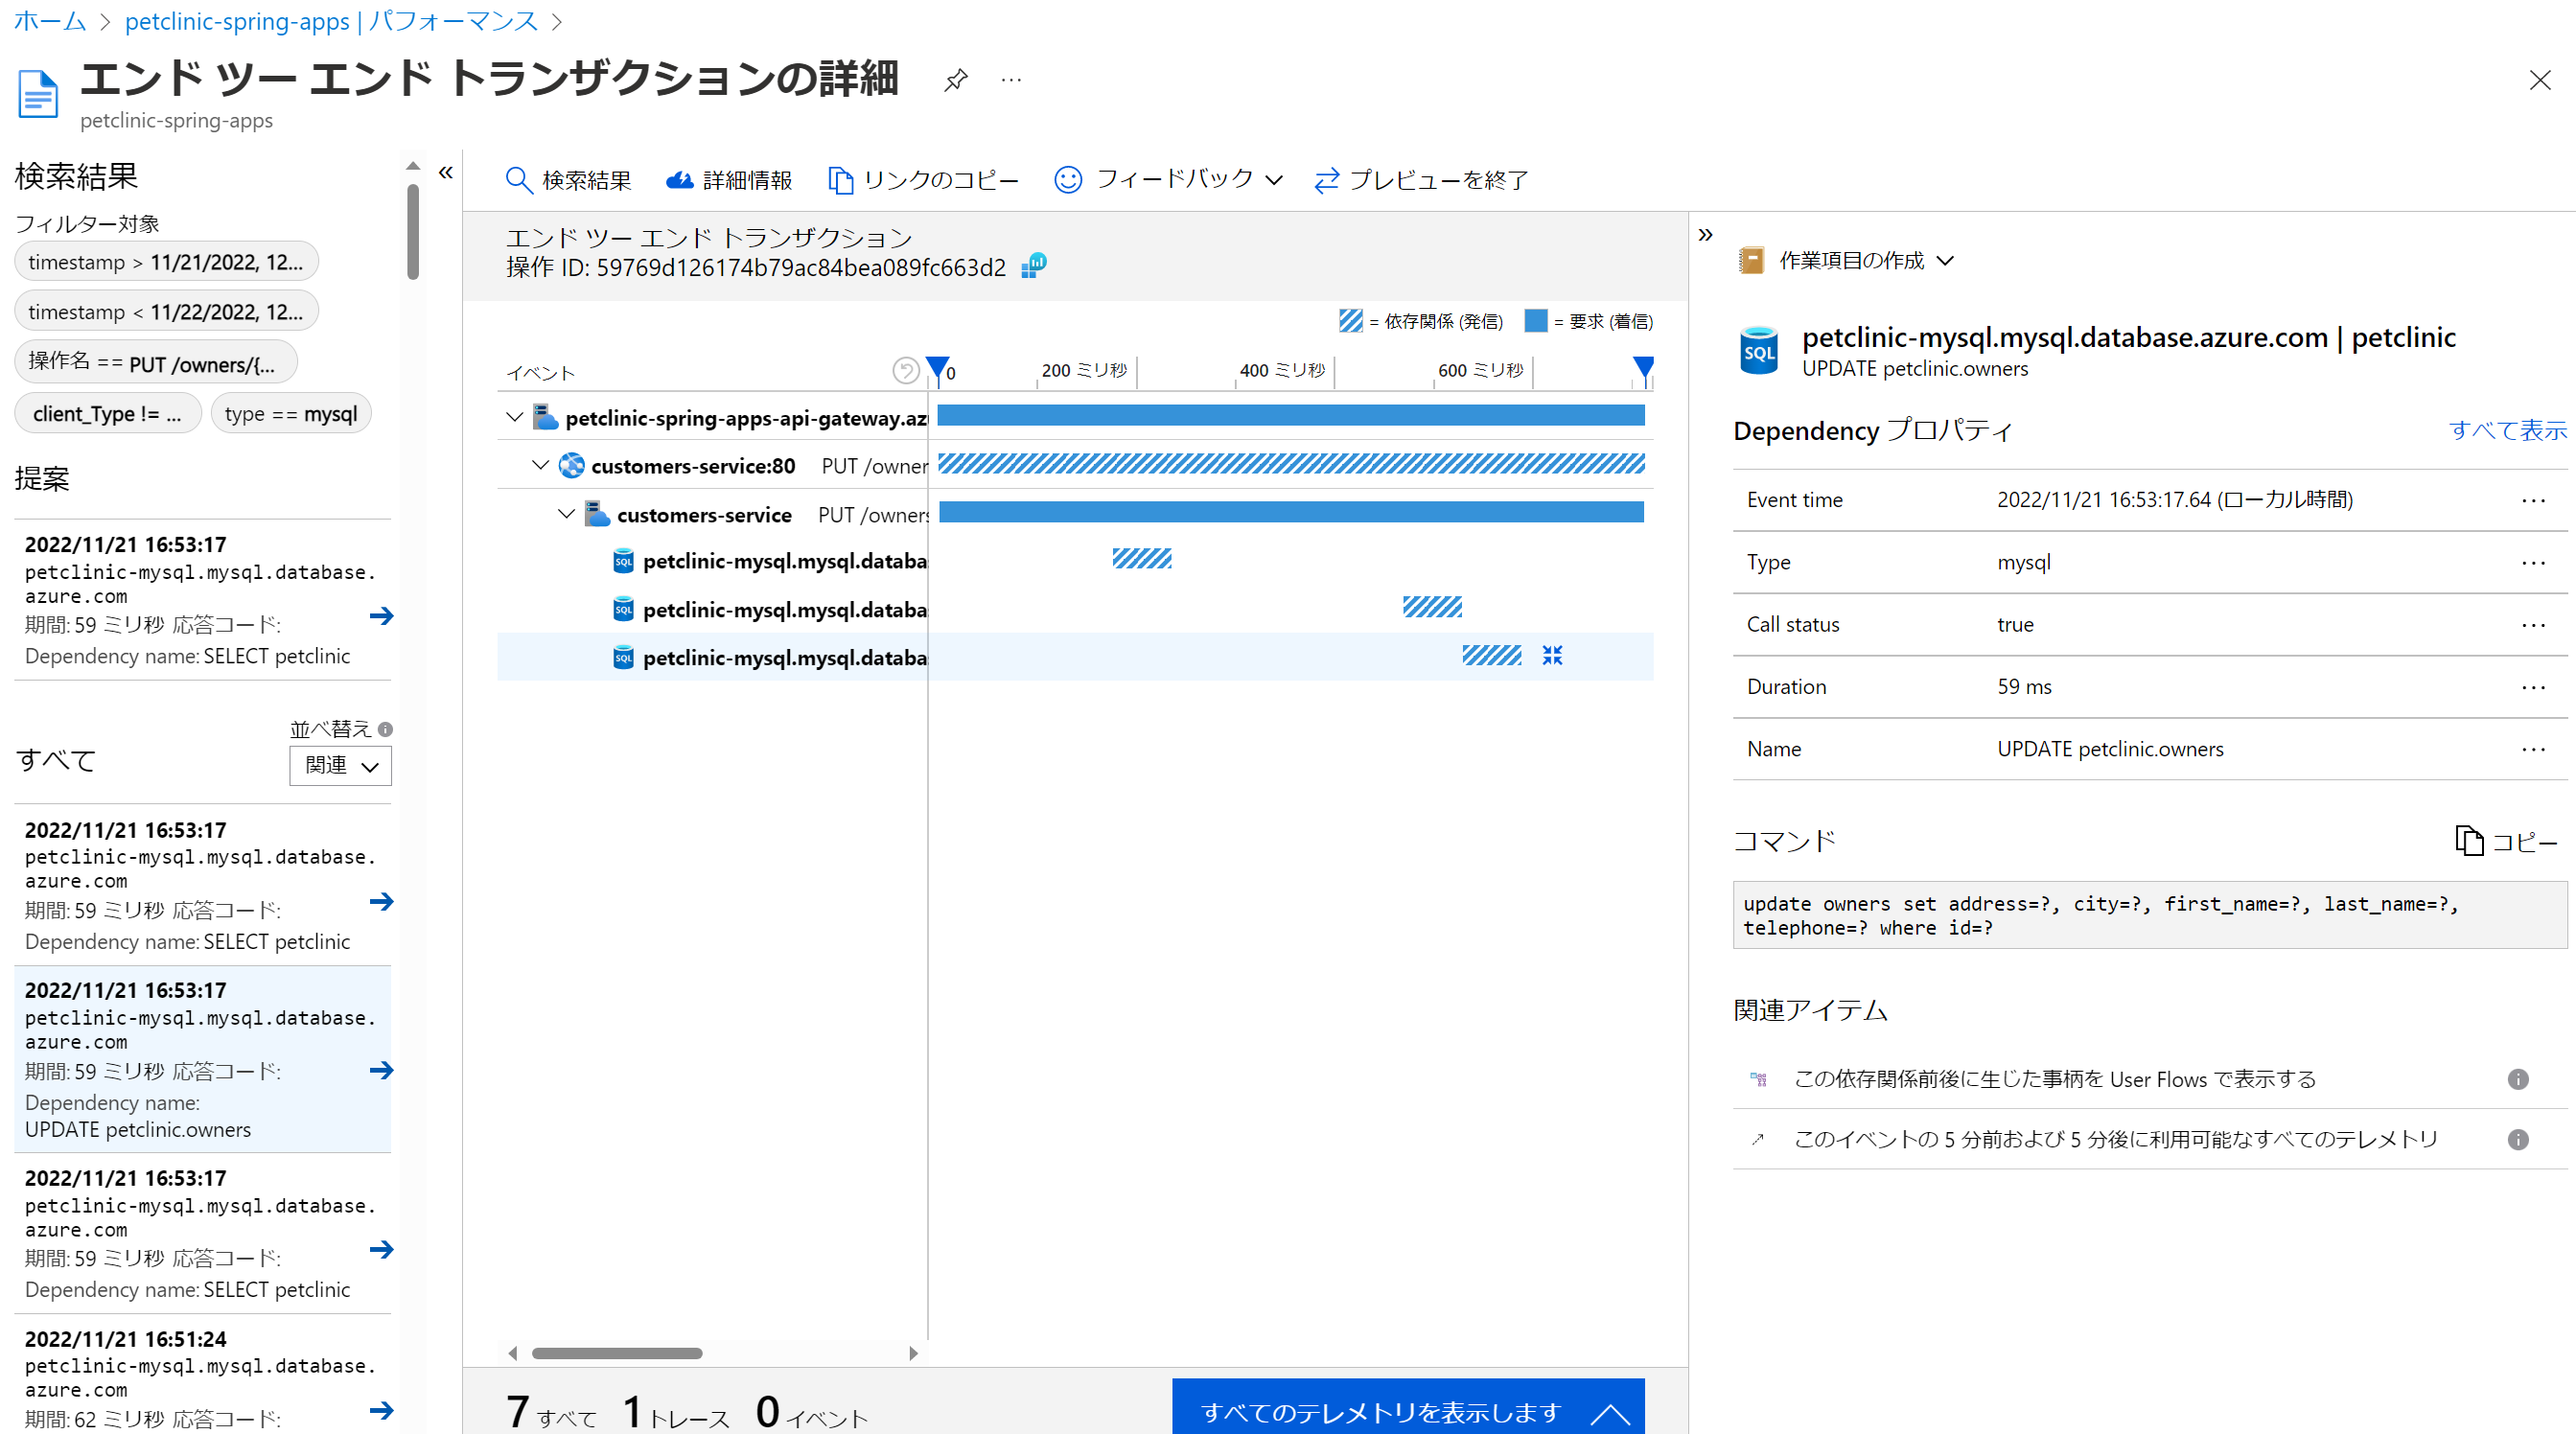 ホーム > petclinic-spring-apps | パフォーマンス >
エンド ツー エンド トランザクションの詳細 …
petclinic-spring-apps
検索結果
フィルター対象
timestamp > 11/21/2022, 12...
timestamp < 11/22/2022, 12...
操作名 == PUT /owners/{...
client_Type != ...
type == mysql
提案
2022/11/21 16:53:17
petclinic-mysql.mysql.database.
azure.com
期間: 59 ミリ秒 応答コード:
Dependency name: SELECT petclinic
並べ替え
すべて
関連
2022/11/21 16:53:17
petclinic-mysql.mysql.database.
azure.com
期間: 59 ミリ秒 応答コード:
Dependency name: SELECT petclinic
2022/11/21 16:53:17
petclinic-mysql.mysql.database.
azure.com
期間: 59 ミリ秒 応答コード:
Dependency name:
UPDATE petclinic.owners
2022/11/21 16:53:17
petclinic-mysql.mysql.database.
azure.com
期間: 59 ミリ秒 応答コード:
Dependency name: SELECT petclinic
2022/11/21 16:51:24
petclinic-mysql.mysql.database.
azure.com
期間: 62 ミリ秒 応答コード:
«
検索結果 詳細情報 リンクのコピー フィードバック プレビューを終了
エンド ツー エンド トランザクション
操作 ID: 59769d126174b79ac84bea089fc663d2
= 依存関係 (発信) = 要求 (着信)
イベント 0 200 ミリ秒 400 ミリ秒 600 ミリ秒
petclinic-spring-apps-api-gateway.az
customers-service:80 PUT /owner
customers-service PUT /owners
SQL petclinic-mysql.mysql.databa
SQL petclinic-mysql.mysql.databa
SQL petclinic-mysql.mysql.databa
7 すべて 1 トレース 0 イベント
すべてのテレメトリを表示します
»
作業項目の作成
SQL
petclinic-mysql.mysql.database.azure.com | petclinic
UPDATE petclinic.owners
Dependency プロパティ すべて表示
Event time 2022/11/21 16:53:17.64 (ローカル時間) …
Type mysql …
Call status true …
Duration 59 ms …
Name UPDATE petclinic.owners …
コマンド コピー
update owners set address=?, city=?, first_name=?, last_name=?,
telephone=? where id=?
関連アイテム
この依存関係前後に生じた事柄を User Flows で表示する
このイベントの 5 分前および 5 分後に利用可能なすべてのテレメトリ